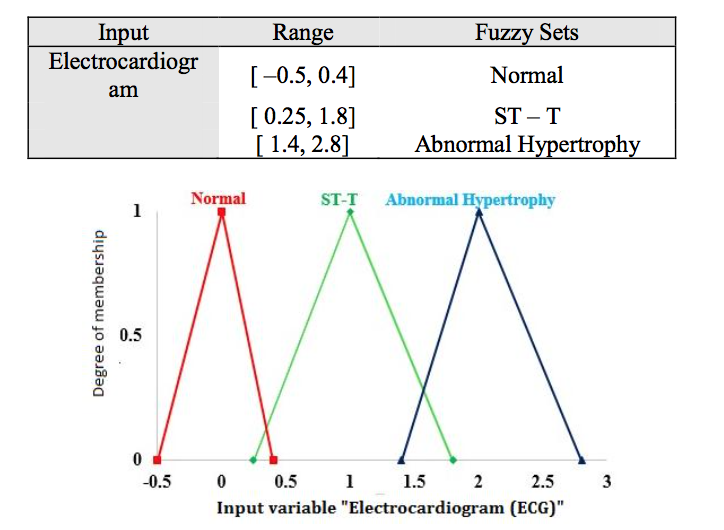 Input Range Fuzzy Sets
Electrocardiogr
am
[ –0.5, 0.4] Normal
[ 0.25, 1.8] ST – T
[ 1.4, 2.8] Abnormal Hypertrophy
Normal ST-T Abnormal Hypertrophy
1
Degree of membership
0.5
0
-0.5 0 0.5 1 1.5 2 2.5 3
Input variable "Electrocardiogram (ECG)"